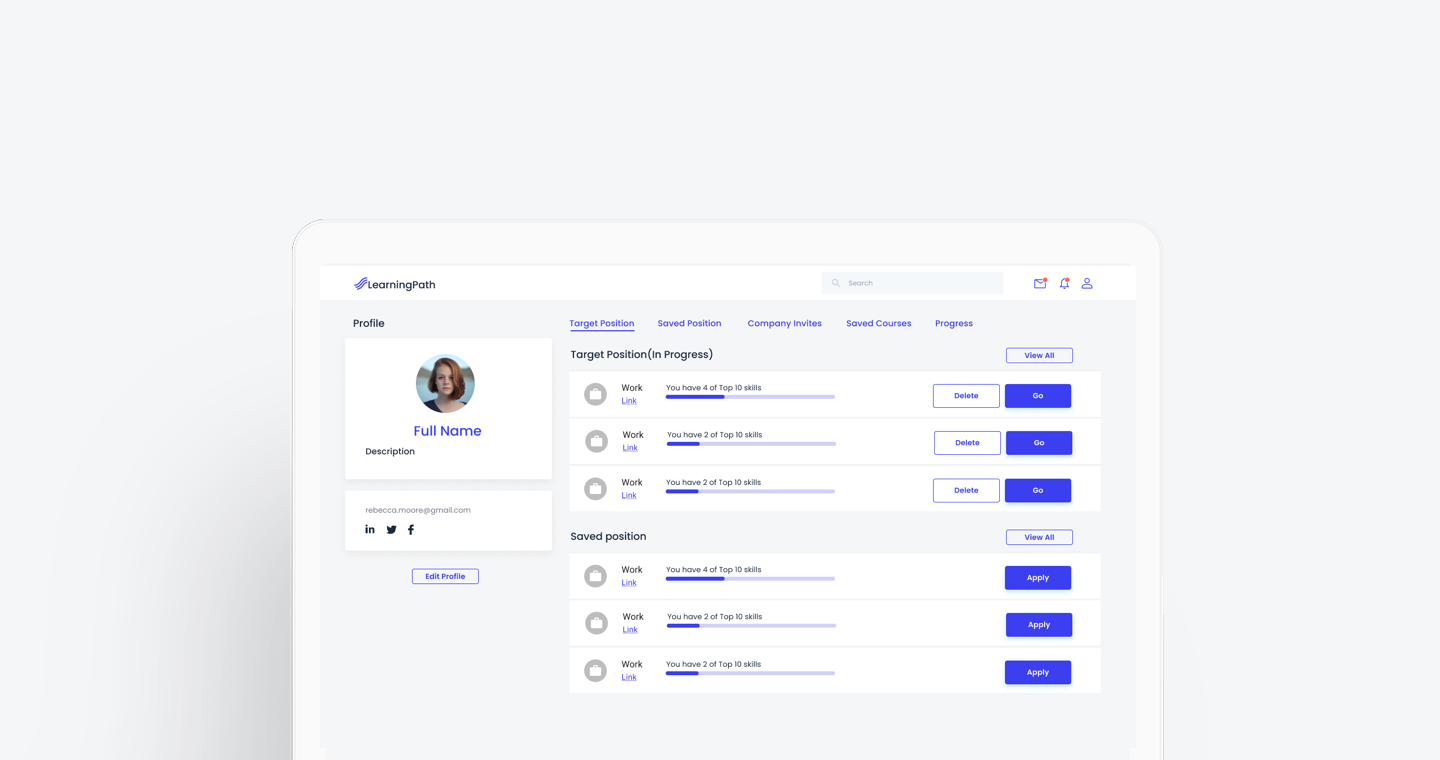 LearningPath
Search
Profile
Full Name
Description
rebecca.moore@gmail.com
in
Edit Profile
Target Position Saved Position Company Invites Saved Courses Progress
Target Position(In Progress) View All
Work You have 4 of Top 10 skills Delete Go
Link
Work You have 2 of Top 10 skills Delete Go
Link
Work You have 2 of Top 10 skills Delete Go
Link
Saved position View All
Work You have 4 of Top 10 skills Apply
Link
Work You have 2 of Top 10 skills Apply
Link
Work You have 2 of Top 10 skills Apply
Link